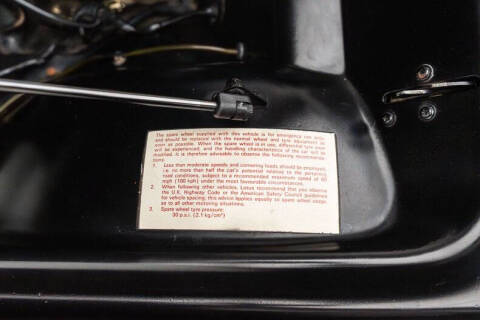 The spare wheel supplied with this vehicle is for emergency use only
and should be replaced with the normal wheel and tyre equipment as
soon as possible. When the spare wheel is in use, differential tyre wear
will be experienced, and the handling characteristics of the car will be
modified. It is therefore advisable to observe the following recommenda-
tions:
1. Less than moderate speeds and cornering loads should be employed,
i.e. no more than half the car's potential relative to the pertaining
road conditions, subject to a recommended maximum speed of 60
mph (100 kph) under the most favourable circumstances.
2. When following other vehicles, Lotus recommend that you observe
the U.K. Highway Code or the American Safety Council guidelines
for vehicle spacing; this advice applies equally to spare wheel usage
as to all other motoring situations.
3. Spare wheel tyre pressure:
30 p.s.i. (2.1 kg/cm²)